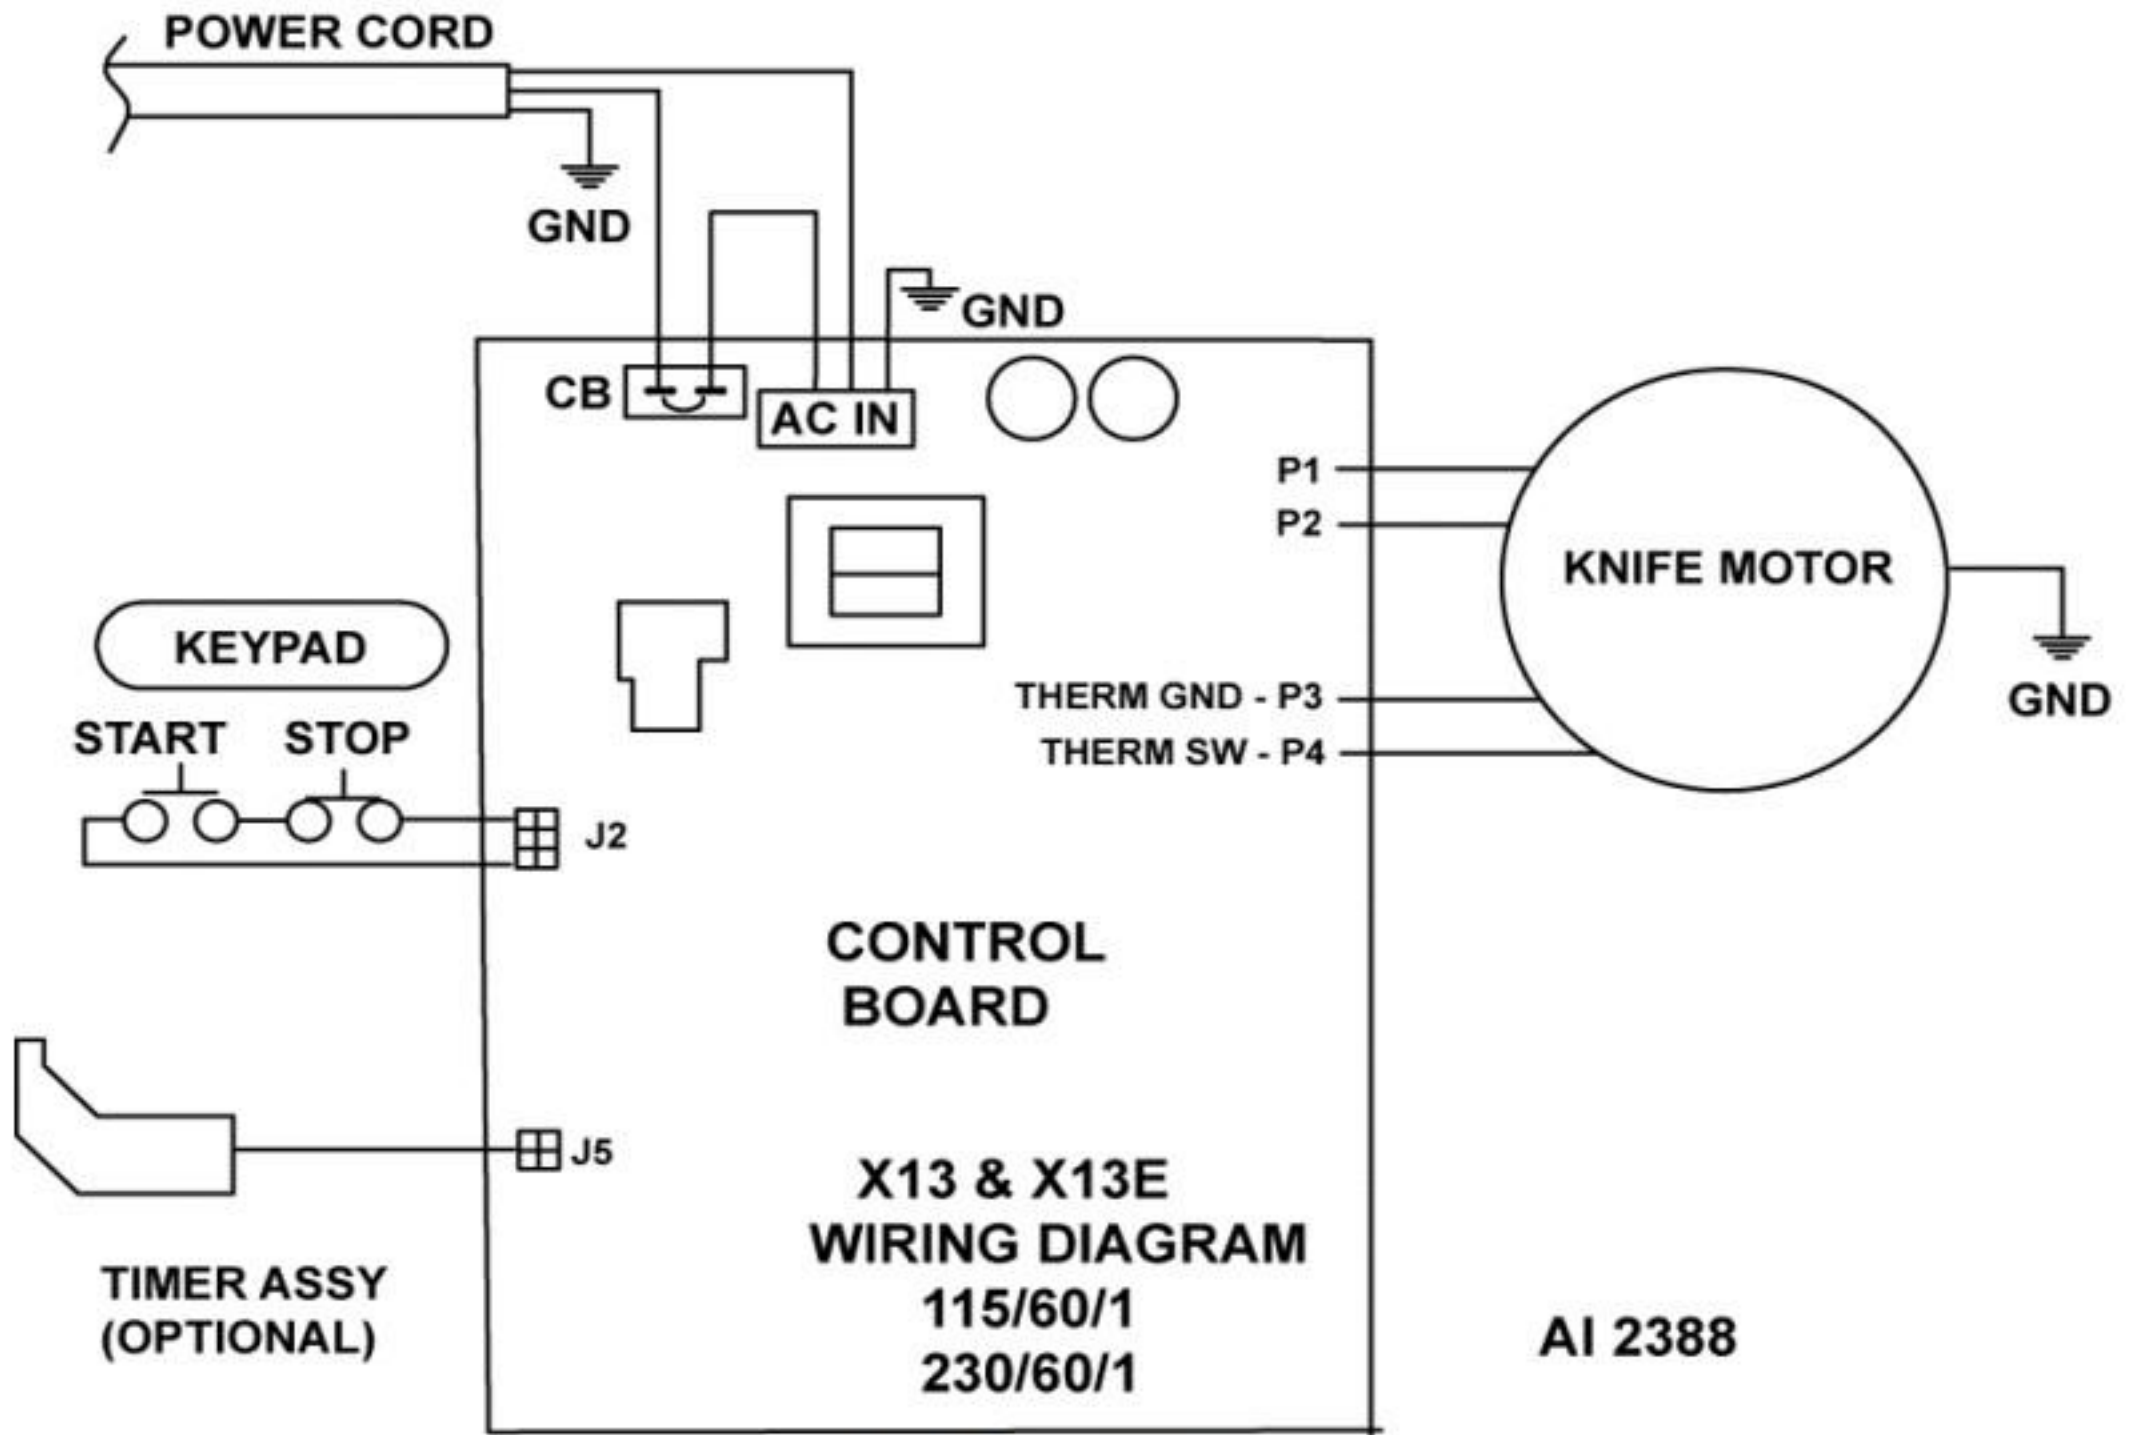 POWER CORD
GND
GND
CB
AC IN
P1
P2
KNIFE MOTOR
KEYPAD
THERM GND - P3
GND
START STOP
THERM SW - P4
J2
CONTROL
BOARD
J5
X13 & X13E
WIRING DIAGRAM
TIMER ASSY
(OPTIONAL)
115/60/1
230/60/1
AI 2388